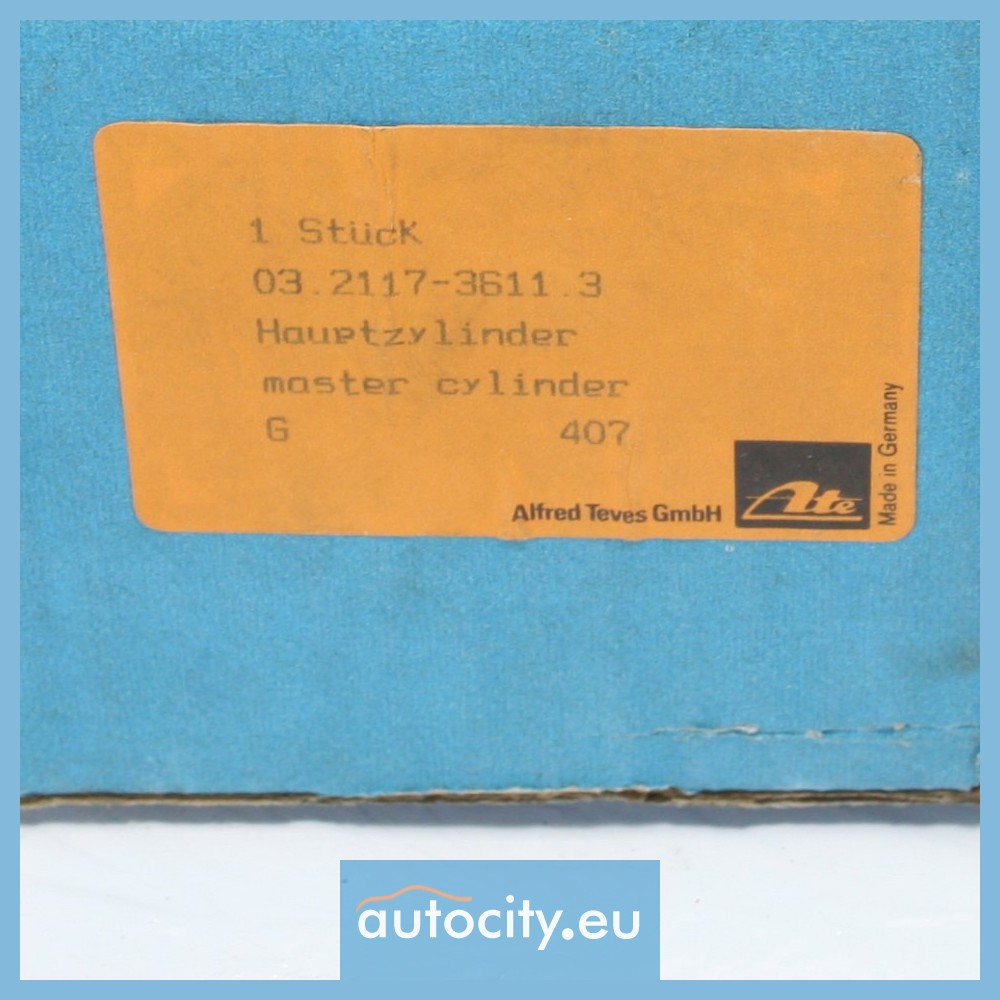 1 Stück
03.2117-3611.3
Hauptzylinder
master cylinder
G 407
Alfred Teves GmbH
Ate
Made in Germany
autocity.eu